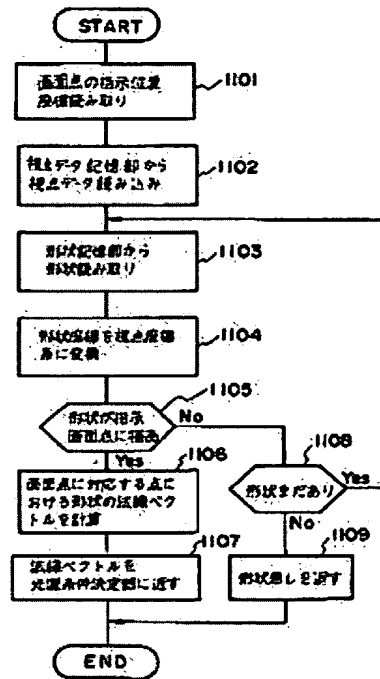 START
画面点の指示位置
座標読み取り
1101
視点データ記憶部から
視点データ読み込み
1102
形状記憶部から
形状読み取り
1103
形状座標を視点座標
系に変換
1104
形状が指示
画面点に描画
1105
No
Yes
1106
画面点に対応する点に
おける形状の法線ベク
トルを計算
1108
形状まだあり
Yes
No
1107
法線ベクトルを
光源条件決定部に返す
1109
形状無しを返す
END